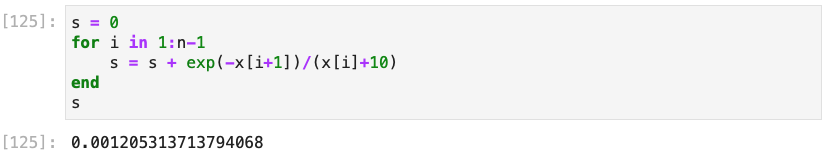 [125]: s = 0
for i in 1:n-1
    s = s + exp(-x[i+1])/(x[i]+10)
end
s
[125]: 0.001205313713794068